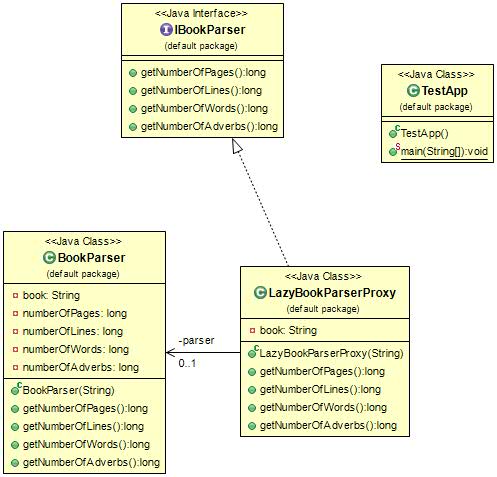 <<Java Interface>>
IBookParser
(default package)
getNumberOfPages():long
getNumberOfLines():long
getNumberOfWords():long
getNumberOfAdverbs():long
<<Java Class>>
TestApp
(default package)
TestApp()
main(String[]):void
<<Java Class>>
BookParser
(default package)
book: String
numberOfPages: long
numberOfLines: long
numberOfWords: long
numberOfAdverbs: long
BookParser(String)
getNumberOfPages():long
getNumberOfLines():long
getNumberOfWords():long
getNumberOfAdverbs():long
-parser
0..1
<<Java Class>>
LazyBookParserProxy
(default package)
book: String
LazyBookParserProxy(String)
getNumberOfPages():long
getNumberOfLines():long
getNumberOfWords():long
getNumberOfAdverbs():long